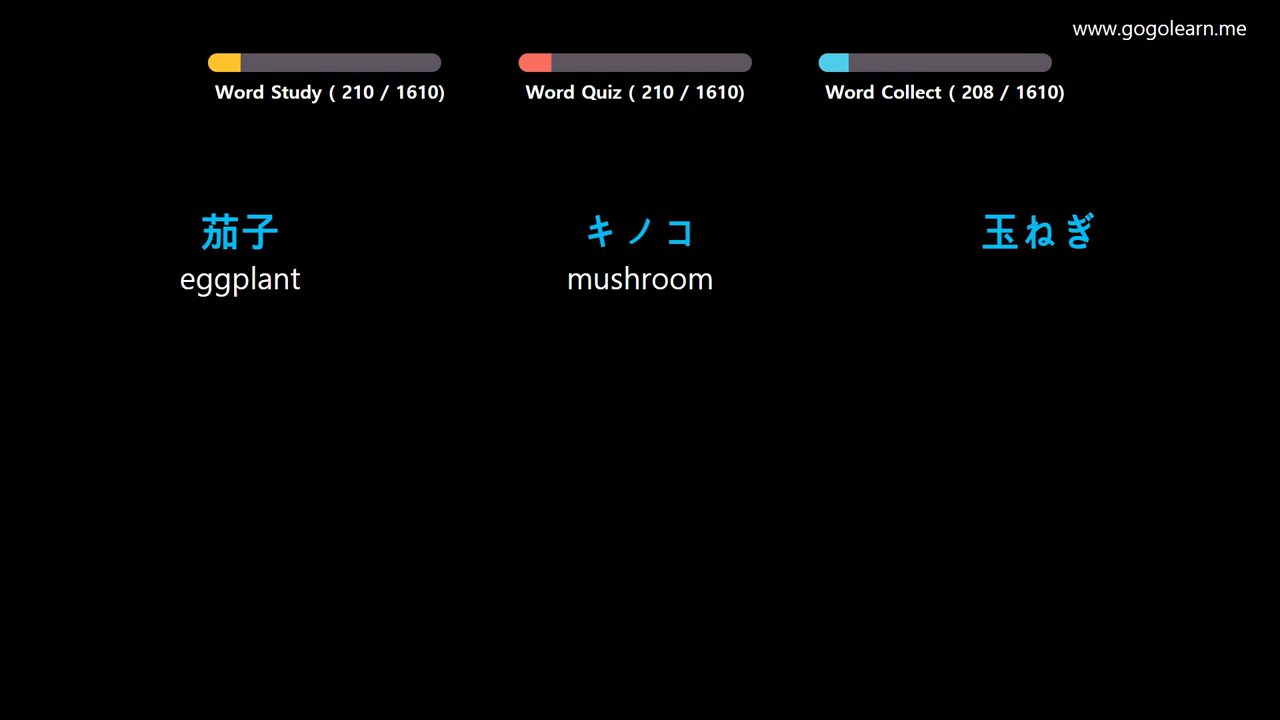 www.gogolearn.me
Word Study ( 210 / 1610)
Word Quiz ( 210 / 1610)
Word Collect ( 208 / 1610)
茄子
eggplant
キノコ
mushroom
玉ねぎ